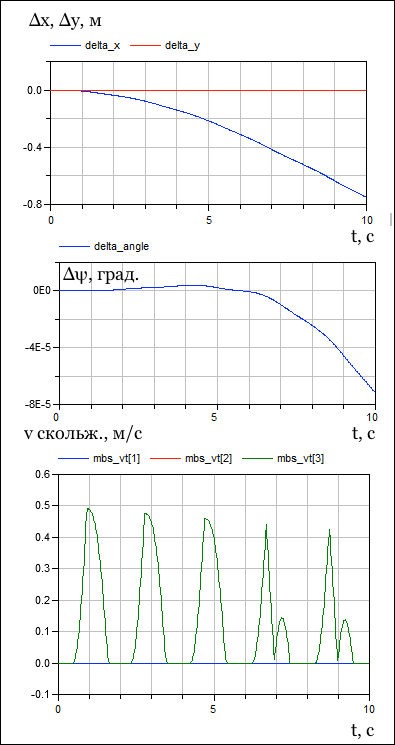 Δx, Δy, м
delta_x delta_y
0.0
-0.4
-0.8
0 5 10
t, с
delta_angle
Δψ, град.
0E0
-4E-5
-8E-5
0 5 10
v скольж., м/с t, с
mbs_vt[1] mbs_vt[2] mbs_vt[3]
0.6
0.5
0.4
0.3
0.2
0.1
0.0
-0.1
0 5 10
t, с